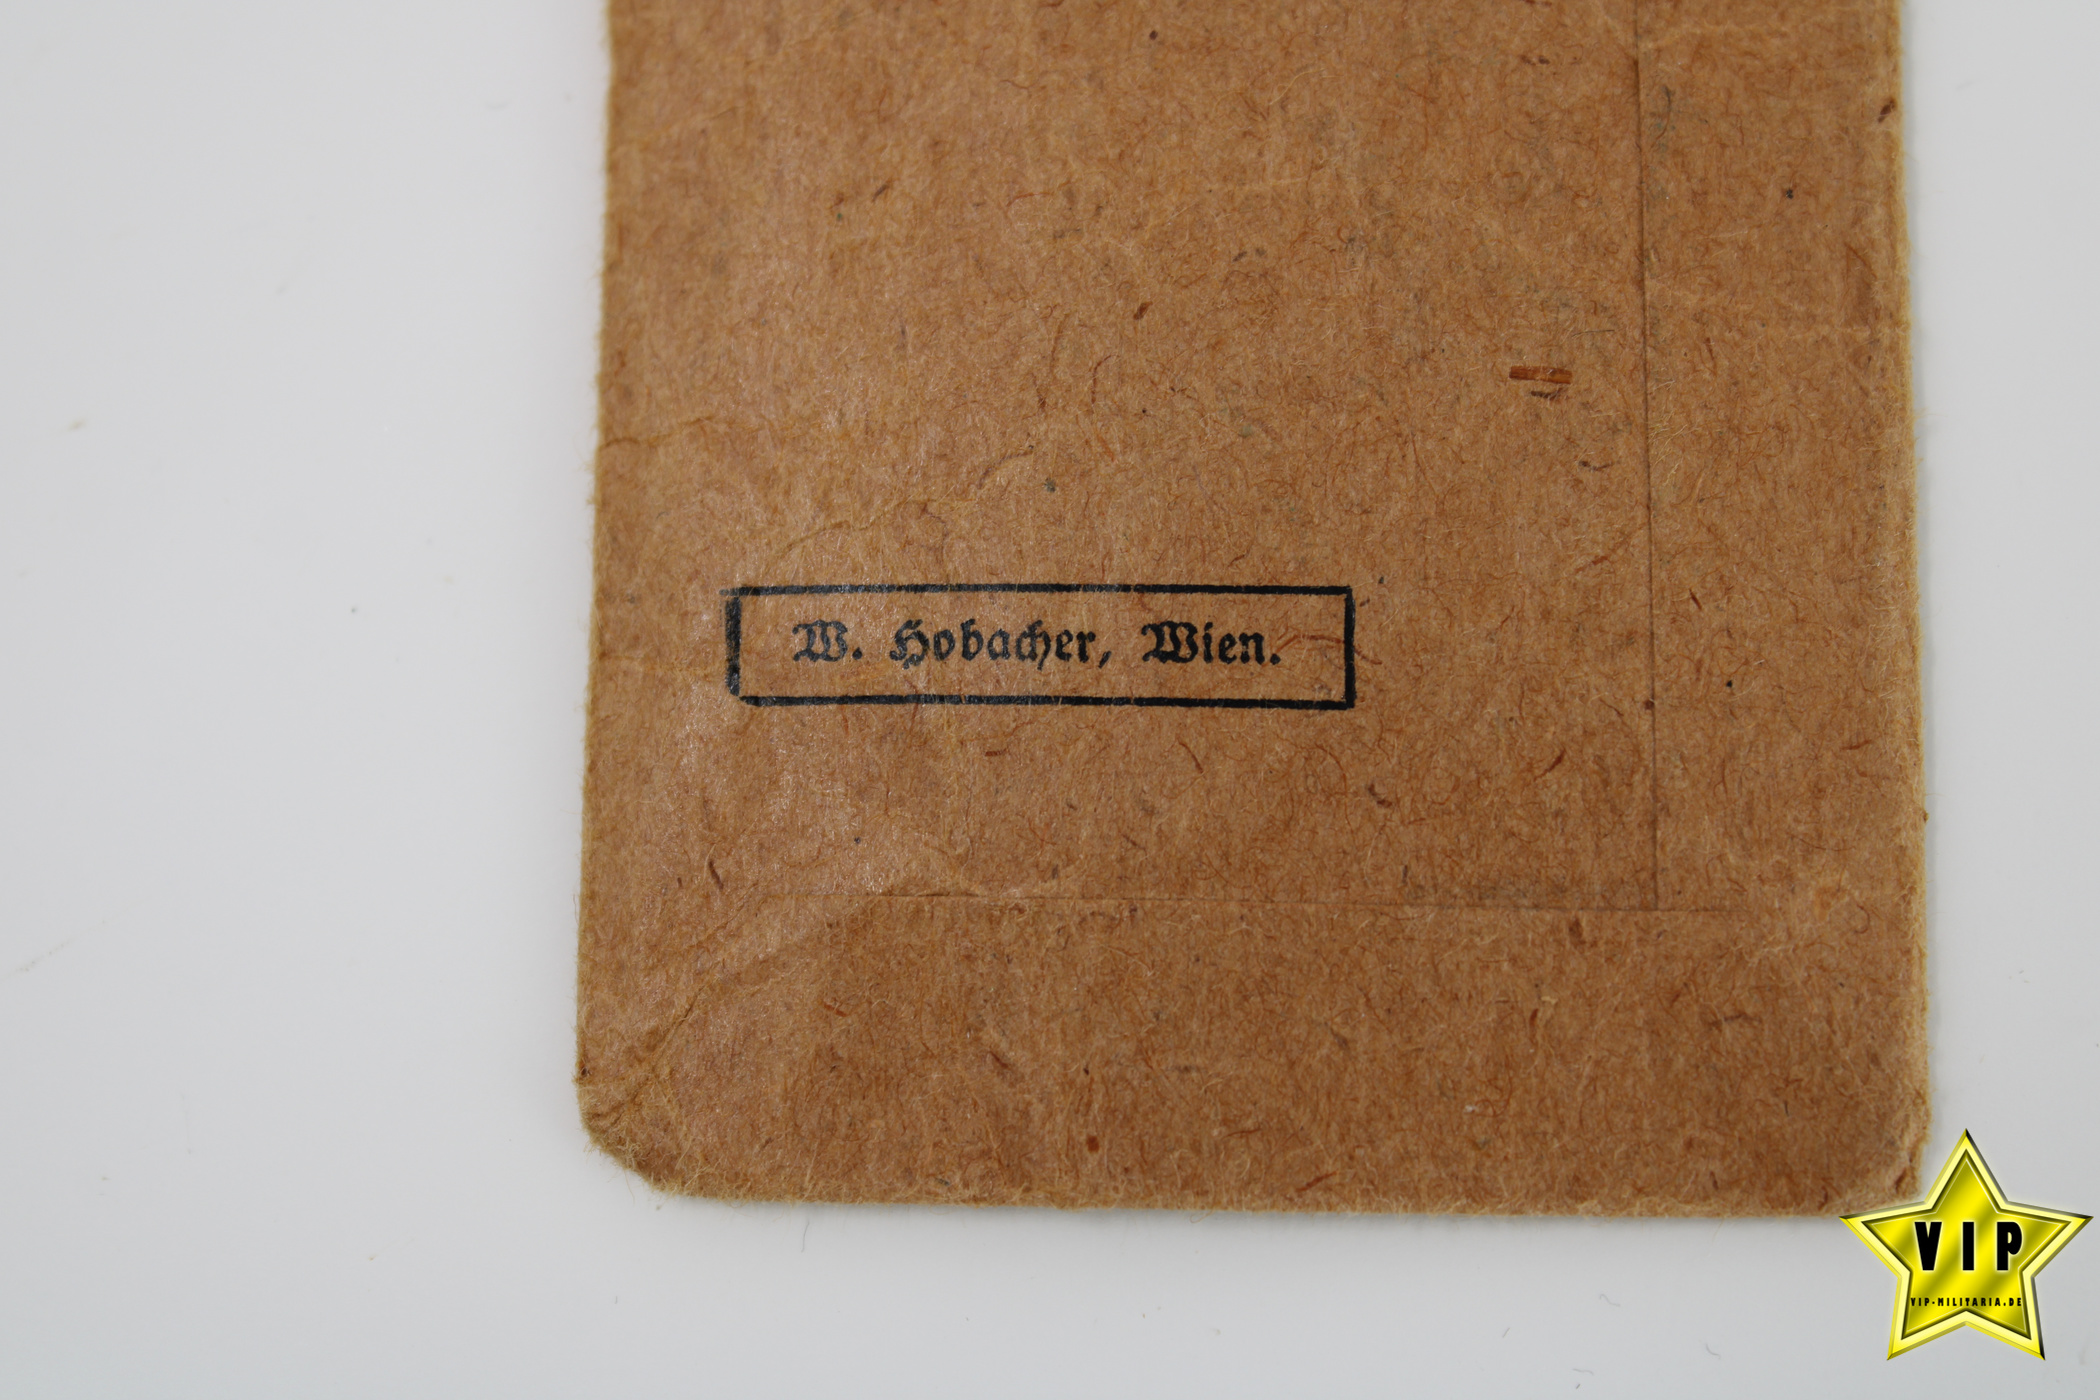 W. Hobacher, Wien.
VIP
VIP-MILITARIA.DE